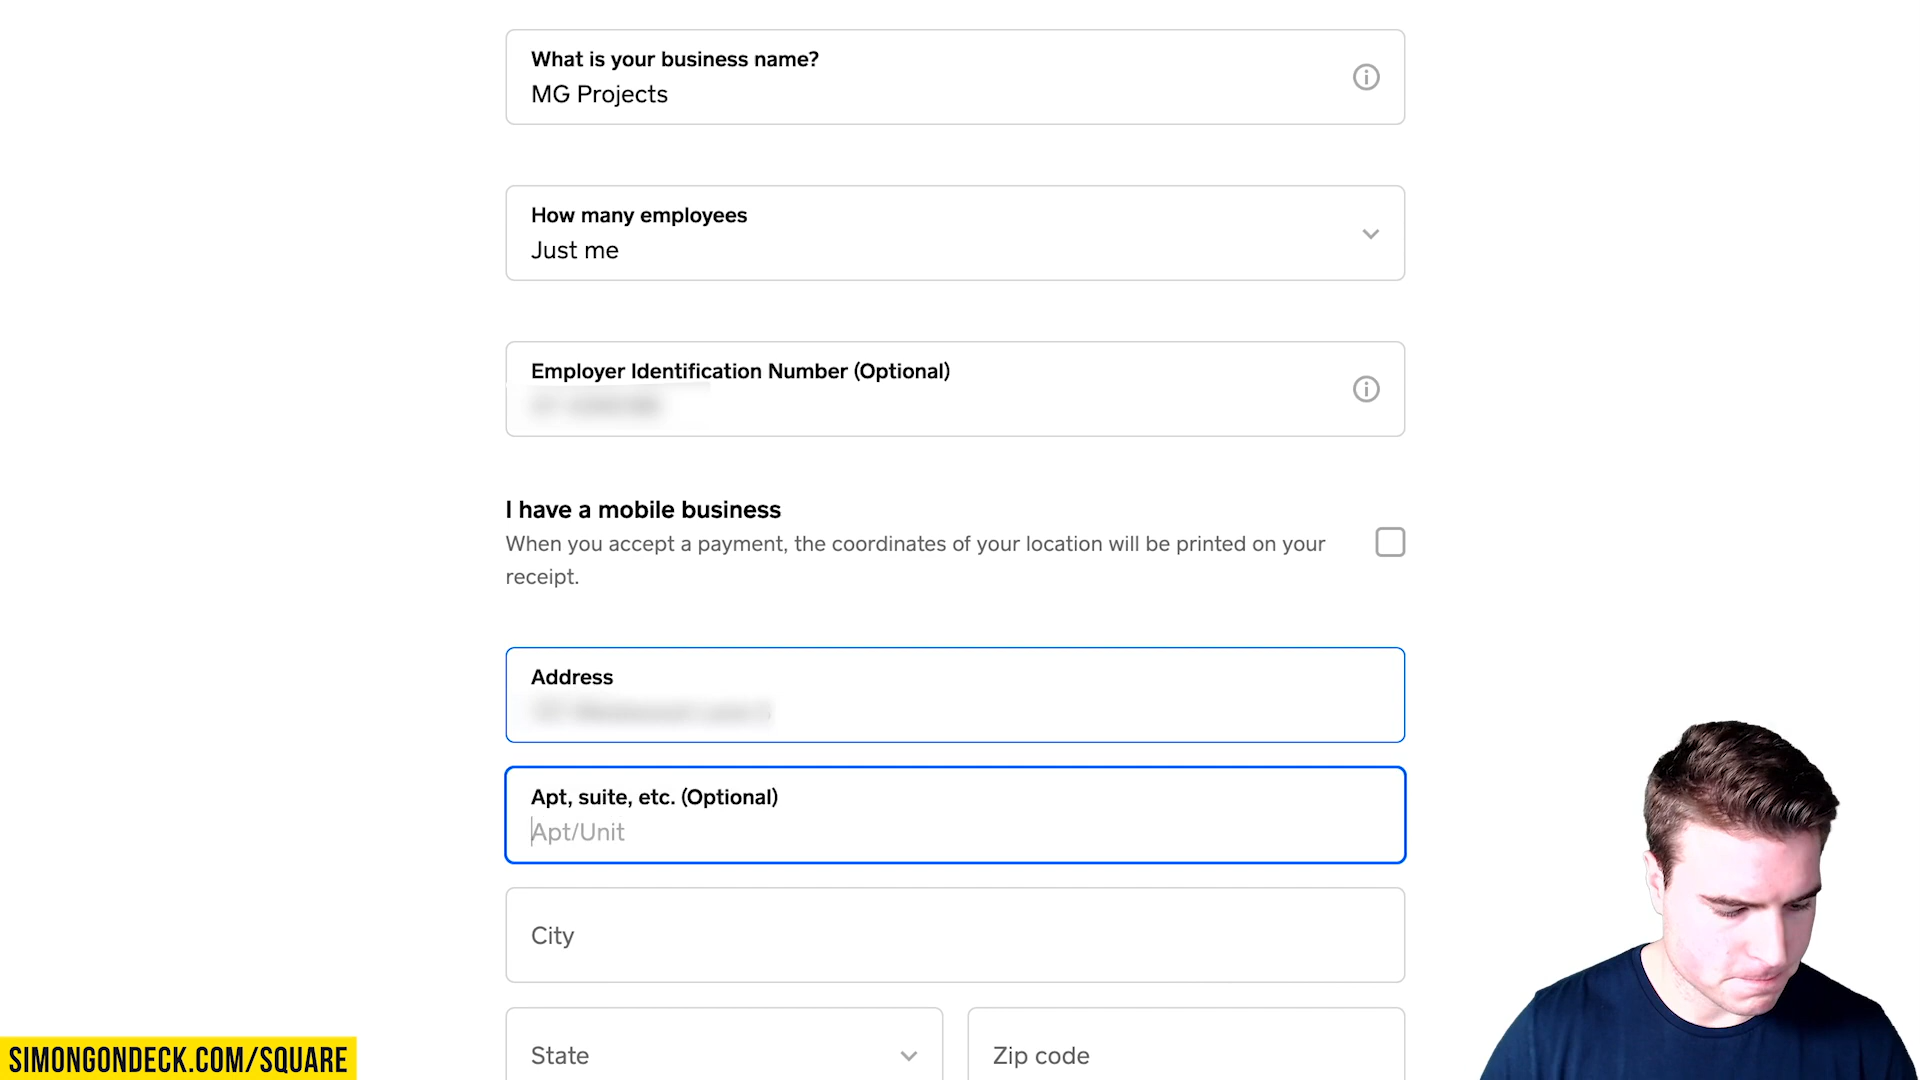 What is your business name?
MG Projects
How many employees
Just me
Employer Identification Number (Optional)
I have a mobile business
When you accept a payment, the coordinates of your location will be printed on your
receipt.
Address
Apt, suite, etc. (Optional)
Apt/Unit
City
State
Zip code
SIMONGONDECK.COM/SQUARE